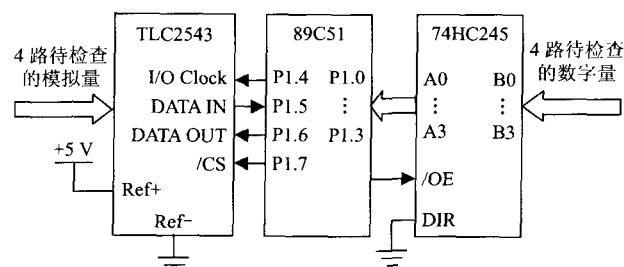 TLC2543
89C51
74HC245
4 路待检查
的模拟量
4 路待检查
的数字量
I/O Clock
P1.4
P1.0
A0
B0
DATA IN
P1.5
⋮
⋮
⋮
DATA OUT
P1.6
P1.3
A3
B3
+5 V
/CS
P1.7
Ref+
/OE
Ref−
DIR